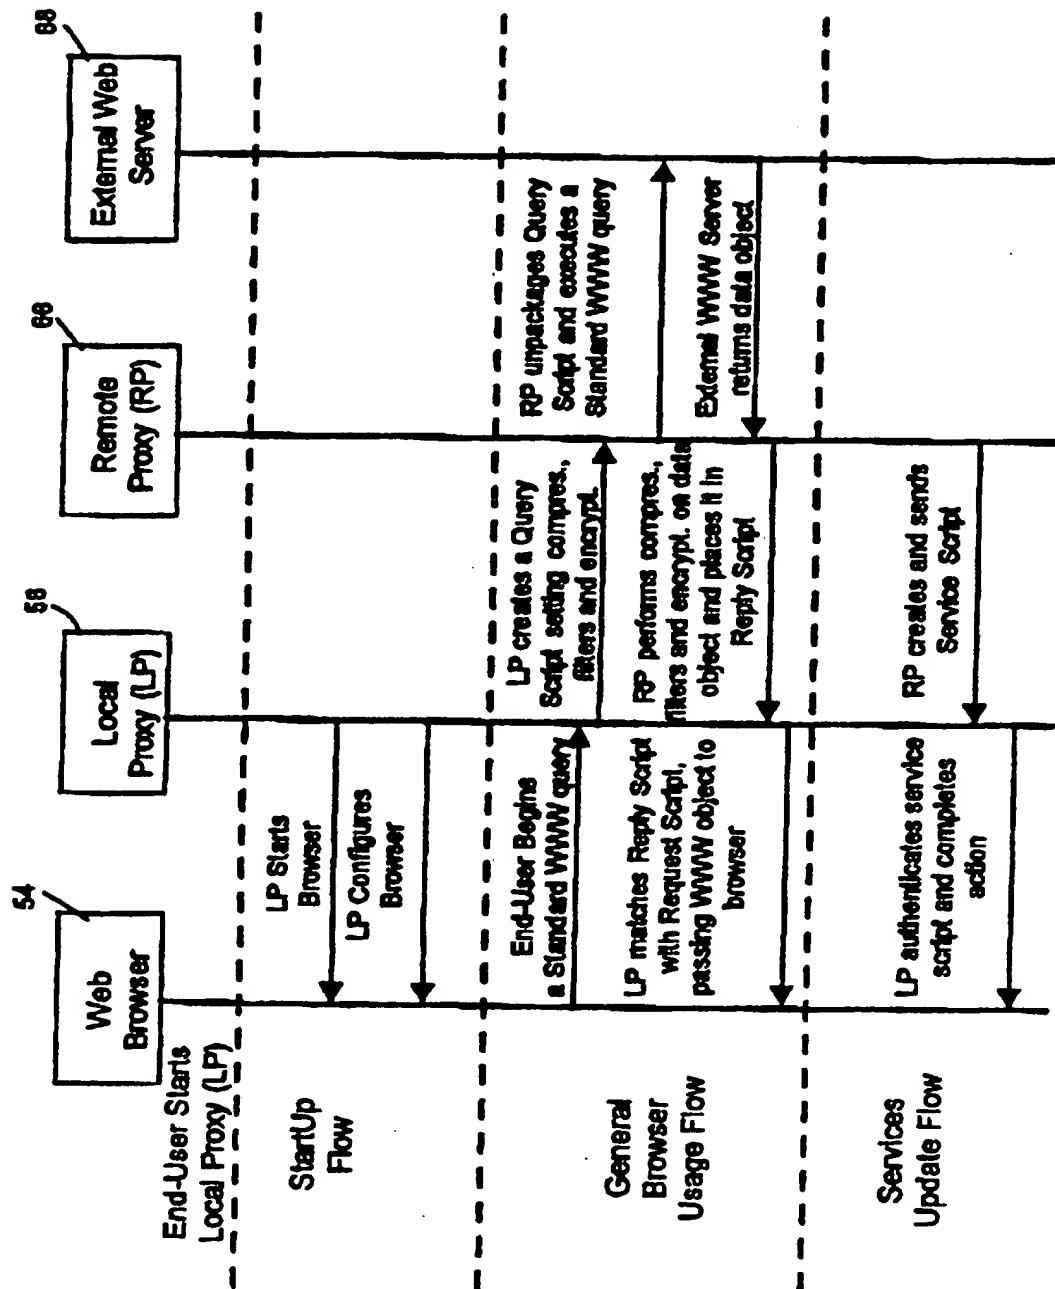 54
Web
Browser
58
Local
Proxy (LP)
66
Remote
Proxy (RP)
68
External Web
Server
End-User Starts
Local Proxy (LP)
StartUp
Flow
LP Starts
Browser
LP Configures
Browser
General
Browser
Usage Flow
End-User Begins
a Standard WWW query
LP creates a Query
Script setting compres.,
filters and encrypt.
RP unpackages Query
Script and executes a
Standard WWW query
External WWW Server
returns data object
RP performs compres.,
filters and encrypt. on data
object and places it in
Reply Script
LP matches Reply Script
with Request Script,
passing WWW object to
browser
Services
Update Flow
RP creates and sends
Service Script
LP authenticates service
script and completes
action